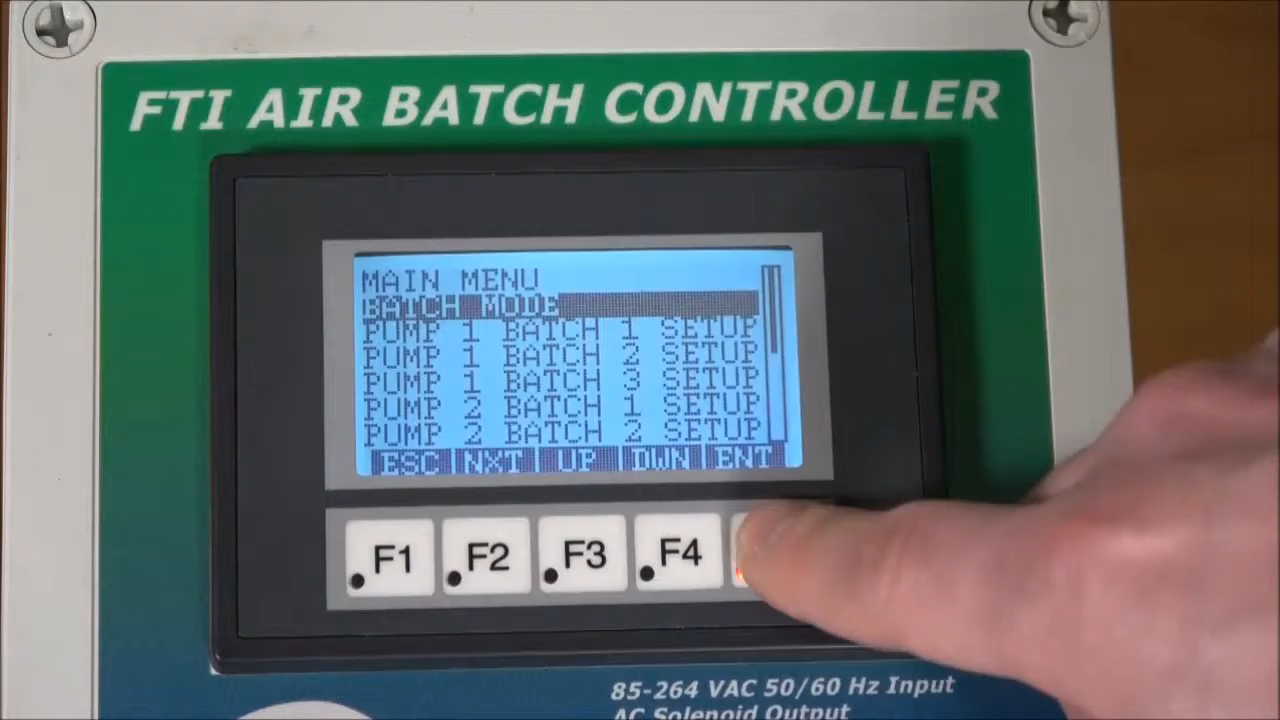 FTI AIR BATCH CONTROLLER
MAIN MENU
BATCH MODE
PUMP 1 BATCH 1 SETUP
PUMP 1 BATCH 2 SETUP
PUMP 1 BATCH 3 SETUP
PUMP 2 BATCH 1 SETUP
PUMP 2 BATCH 2 SETUP
ESC NXT UP DWN ENT
F1 F2 F3 F4
85-264 VAC 50/60 Hz Input
AC Solenoid Output